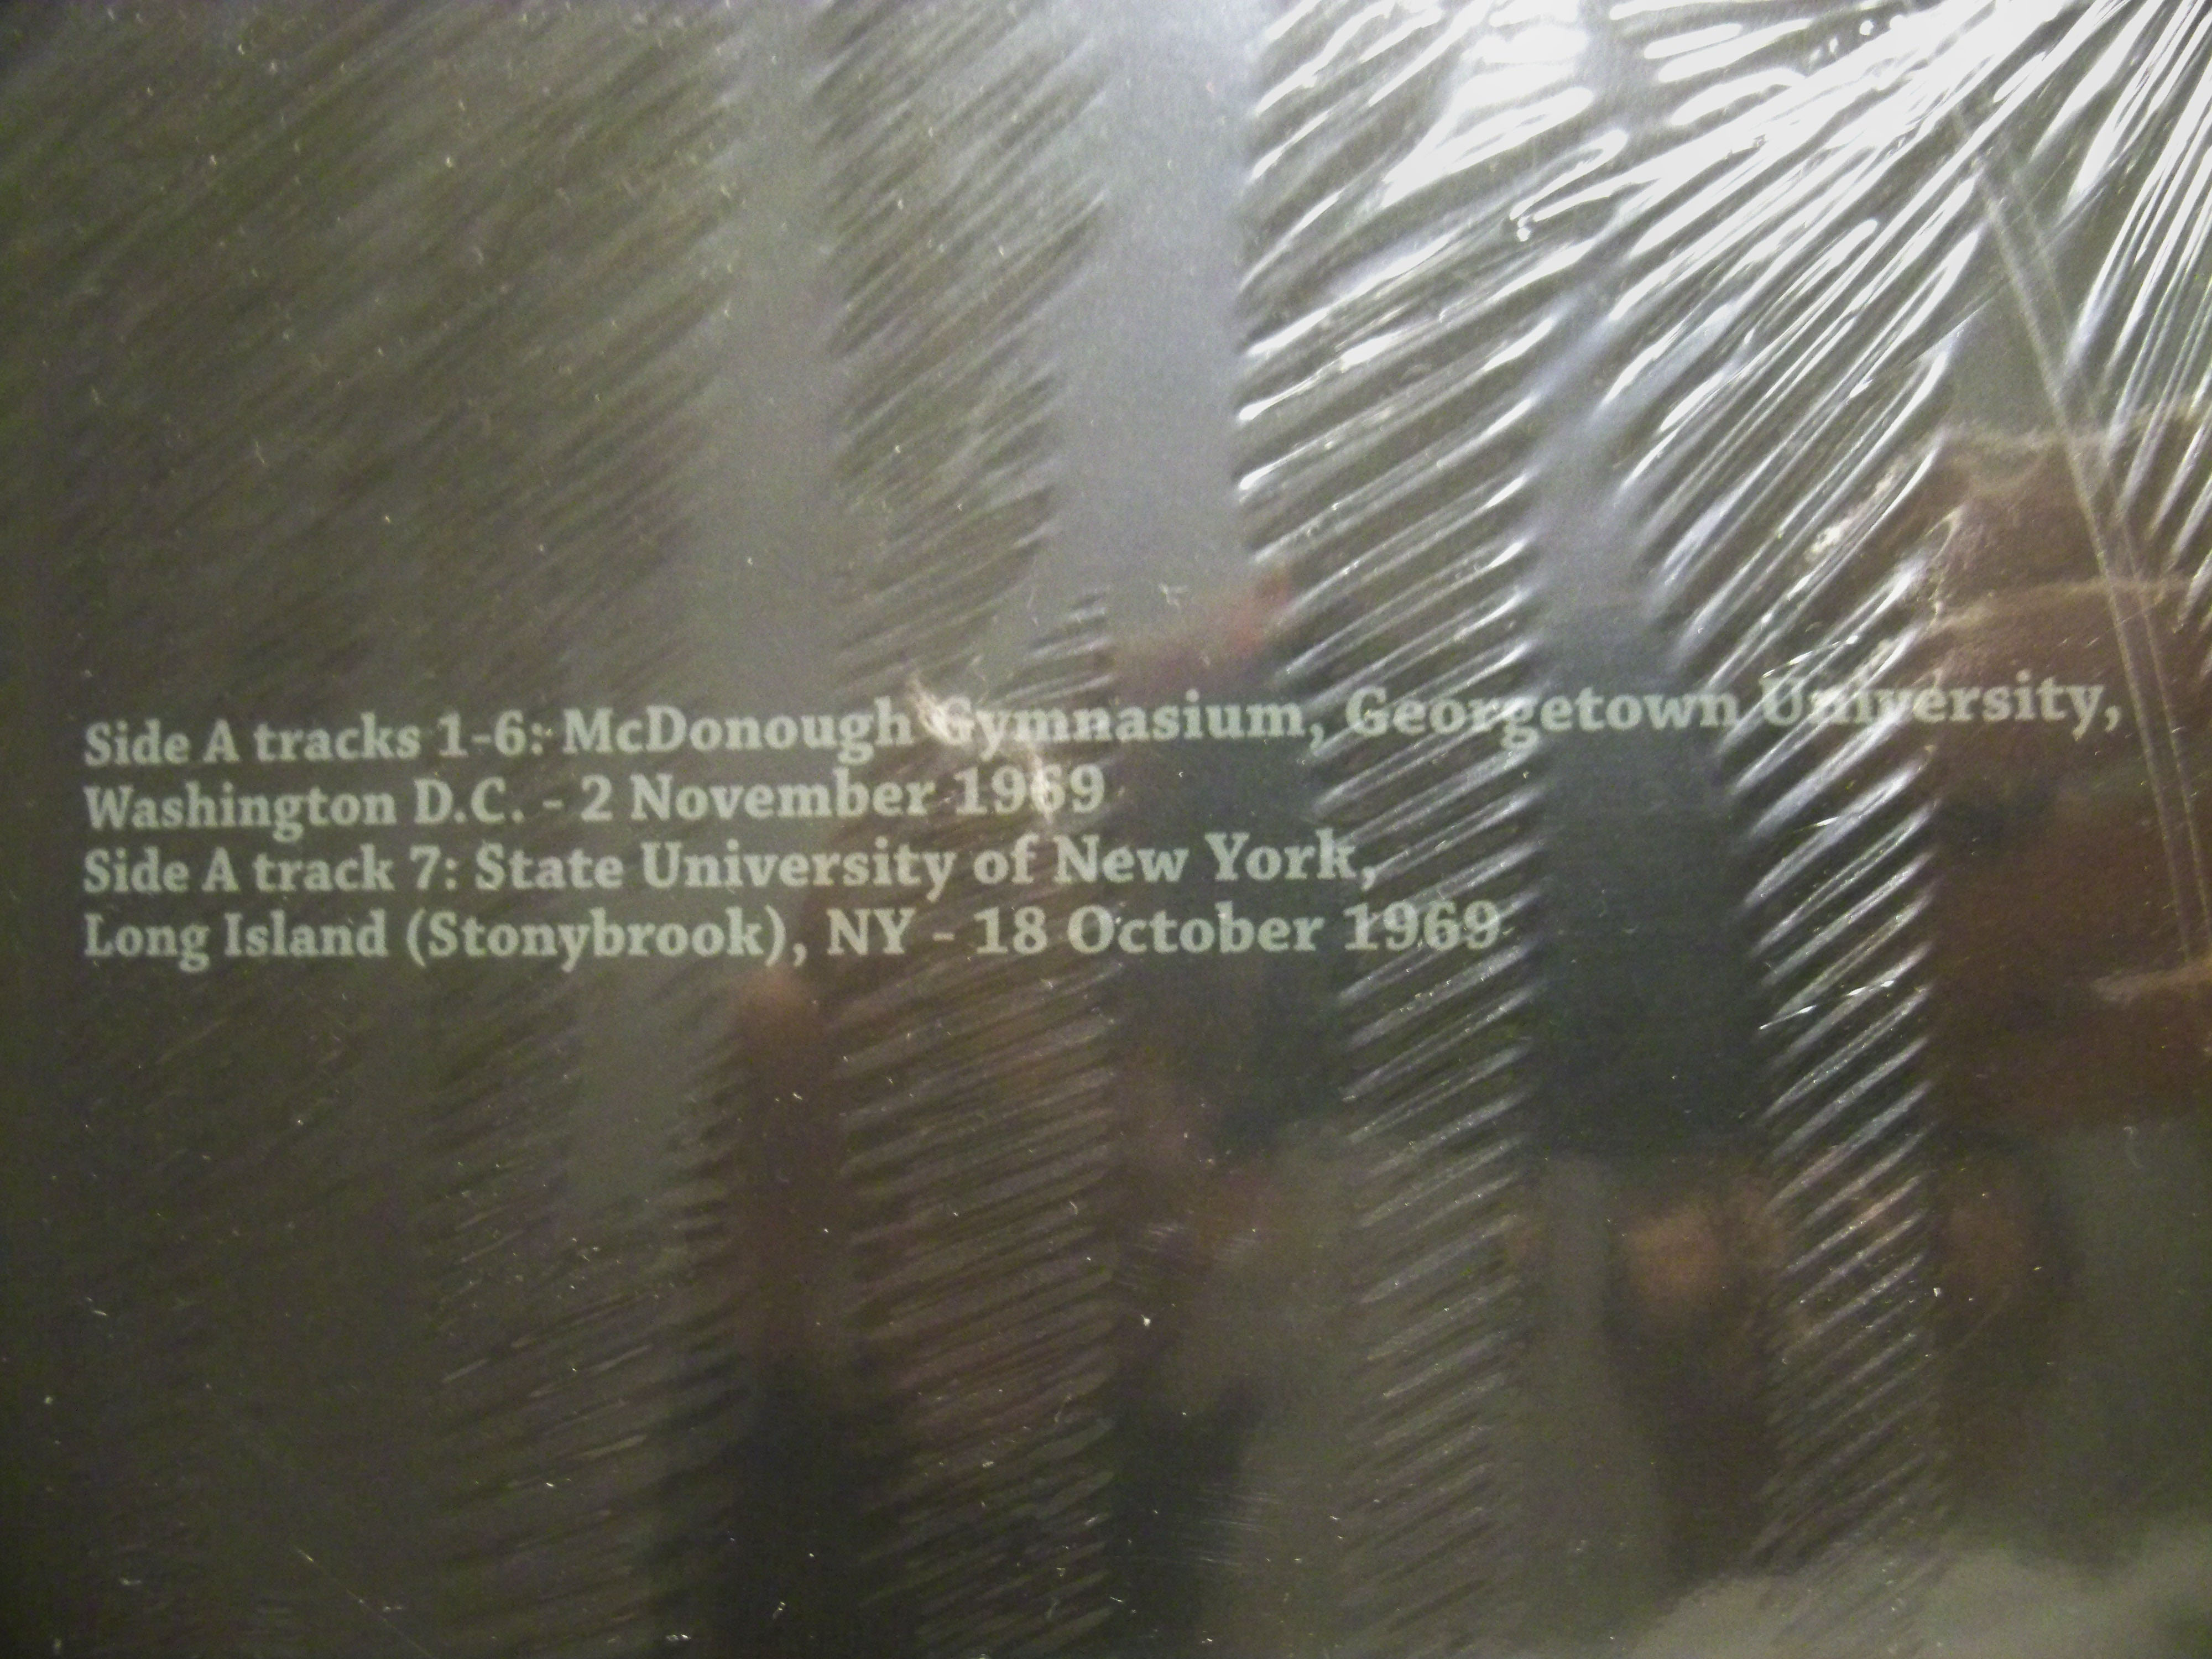 Side A tracks 1-6: McDonough Gymnasium, Georgetown University,
Washington D.C. - 2 November 1969
Side A track 7: State University of New York,
Long Island (Stonybrook), NY - 18 October 1969